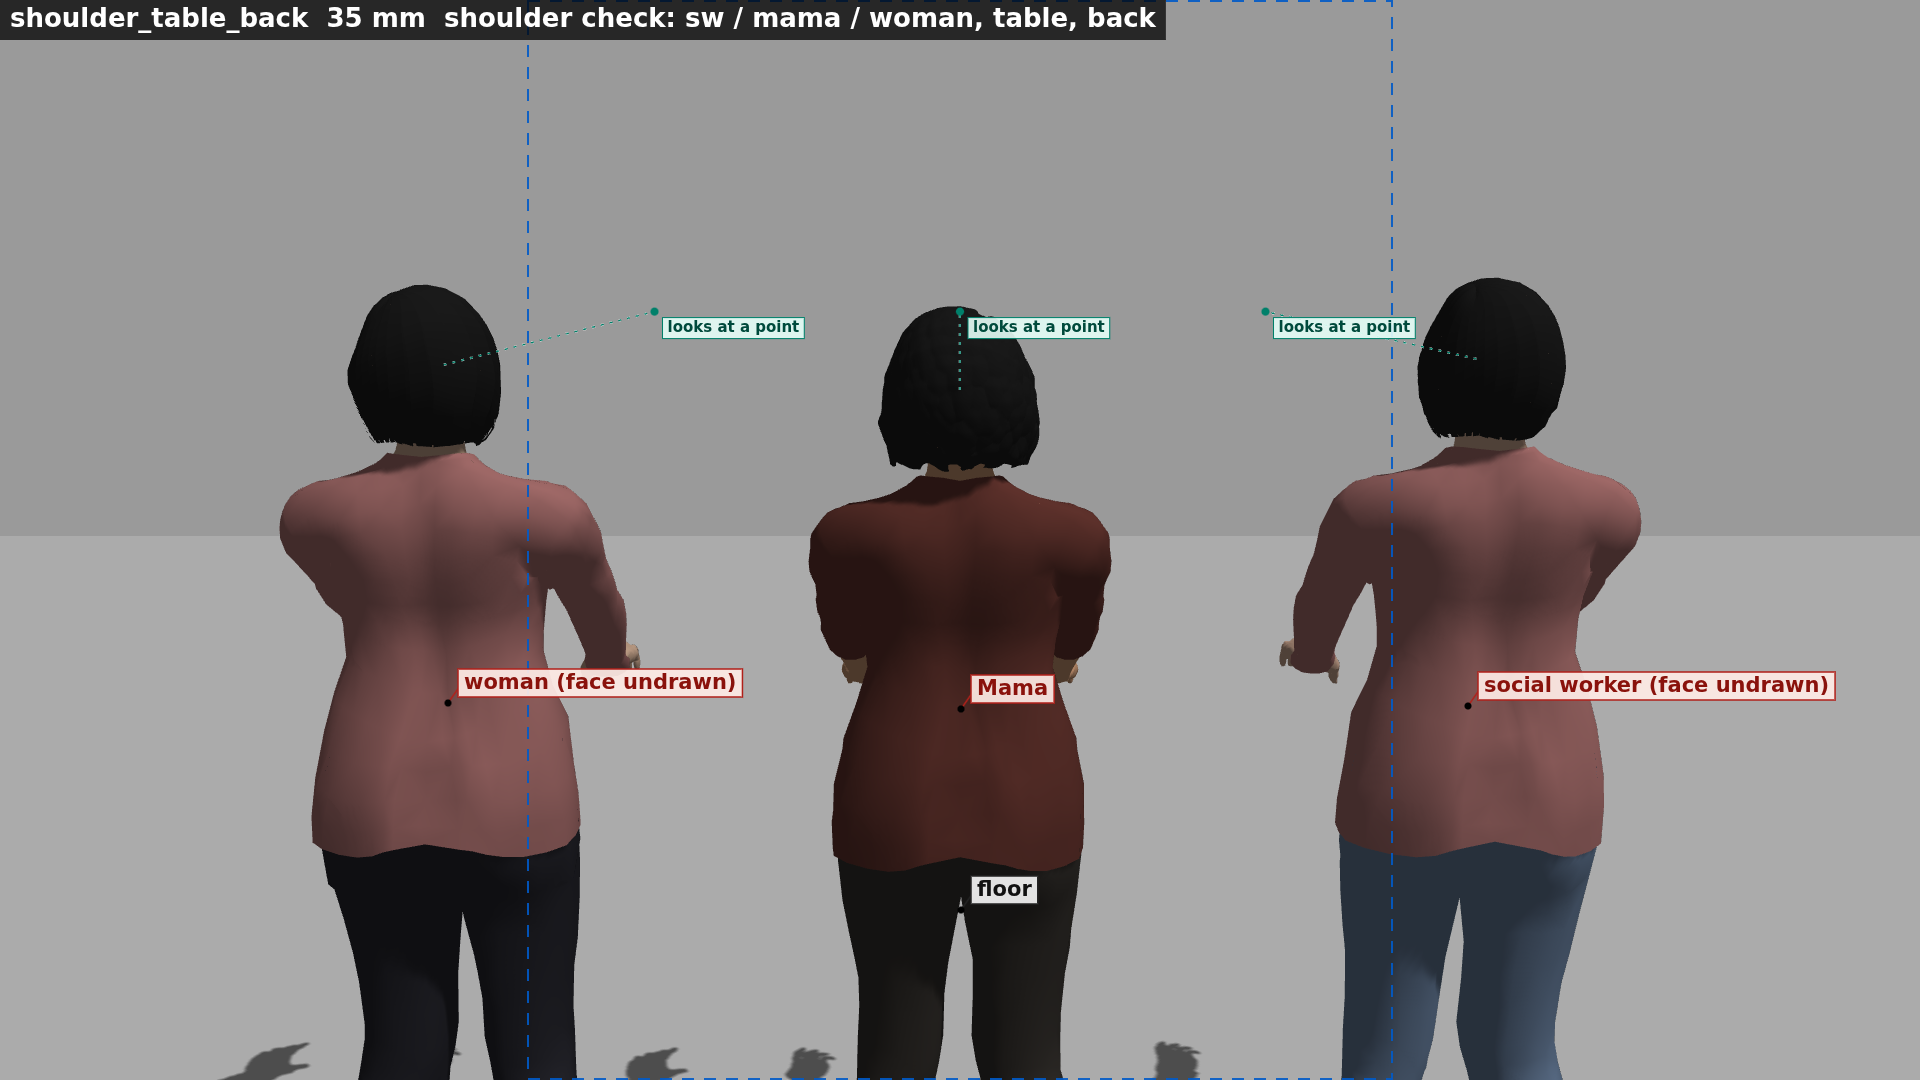 shoulder_table_back  35 mm  shoulder check: sw / mama / woman, table, back
looks at a point
looks at a point
looks at a point
woman (face undrawn)
Mama
social worker (face undrawn)
floor